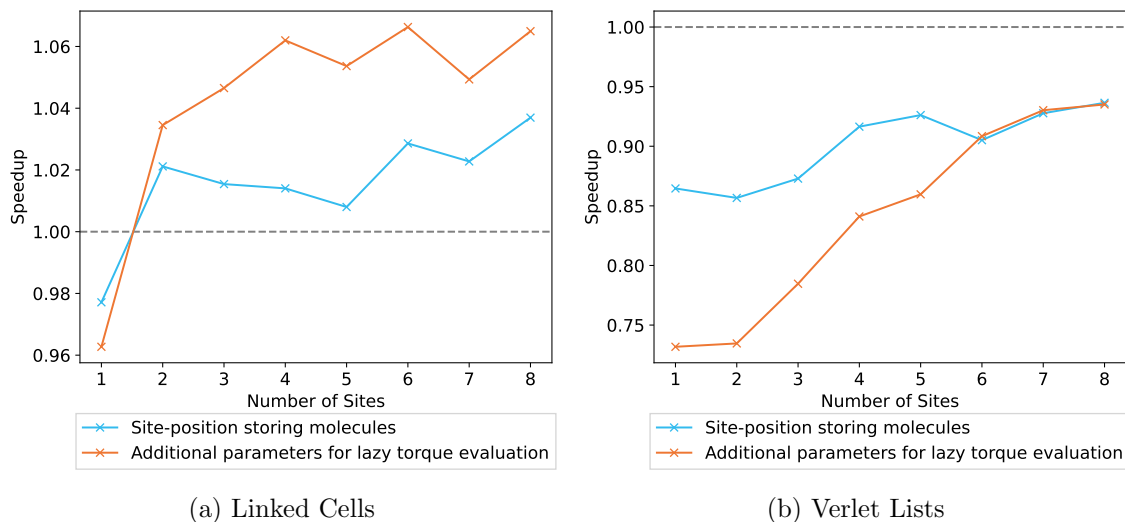 1.06
1.04
1.02
1.00
0.98
0.96
Speedup
1 2 3 4 5 6 7 8
Number of Sites
Site-position storing molecules
Additional parameters for lazy torque evaluation
(a) Linked Cells
1.00
0.95
0.90
0.85
0.80
0.75
Speedup
1 2 3 4 5 6 7 8
Number of Sites
Site-position storing molecules
Additional parameters for lazy torque evaluation
(b) Verlet Lists